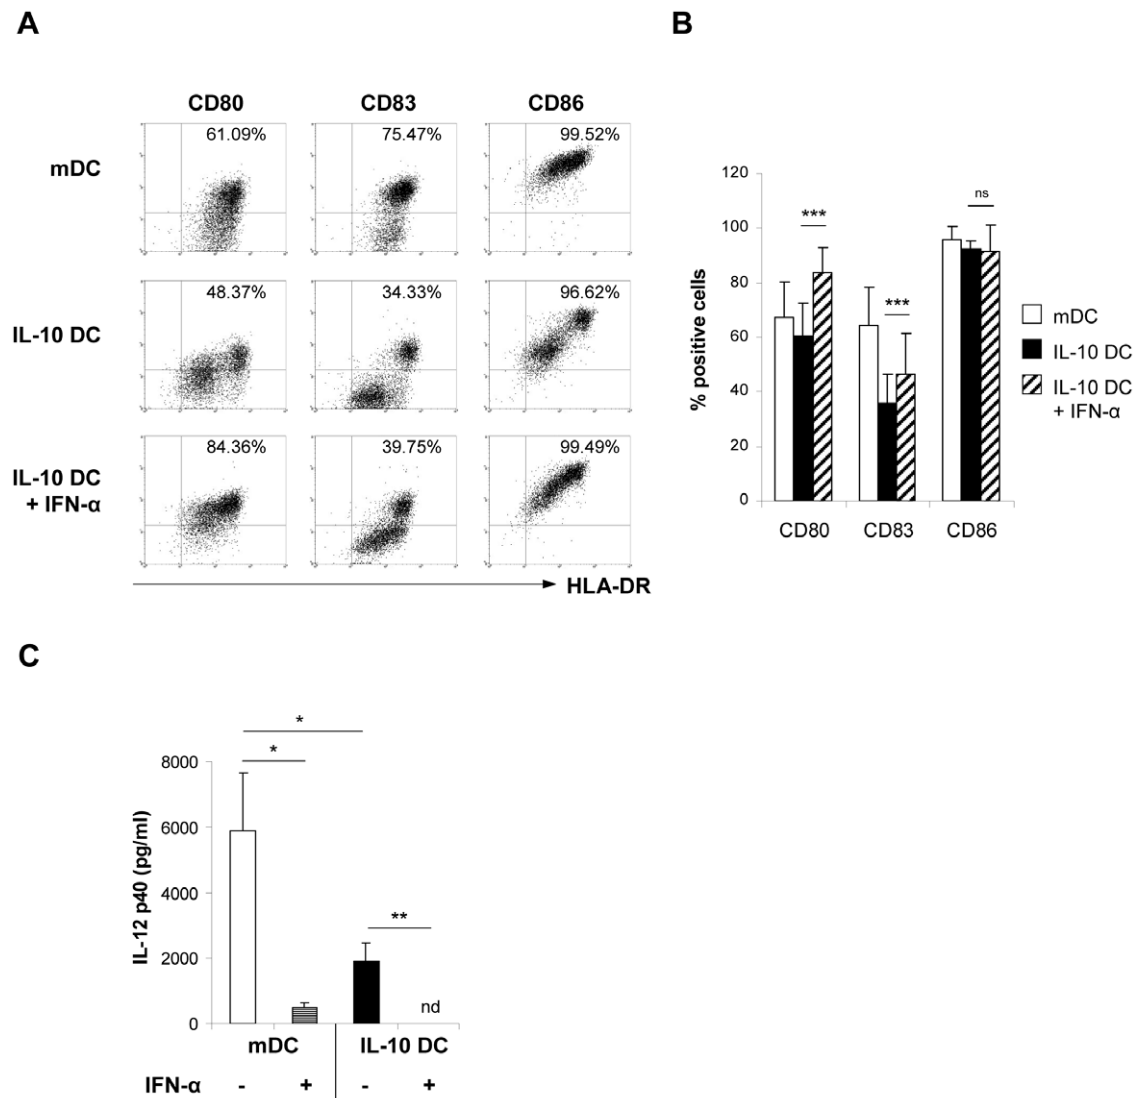 A
B
CD80 CD83 CD86
mDC 61.09% 75.47% 99.52%
IL-10 DC 48.37% 34.33% 96.62%
IL-10 DC
+ IFN-α 84.36% 39.75% 99.49%
HLA-DR
% positive cells
120
100
80
60
40
20
0
*** *** ns
CD80 CD83 CD86
mDC
IL-10 DC
IL-10 DC
+ IFN-α
C
IL-12 p40 (pg/ml)
8000
6000
4000
2000
0
*
*
**
nd
mDC IL-10 DC
IFN-α - + - +